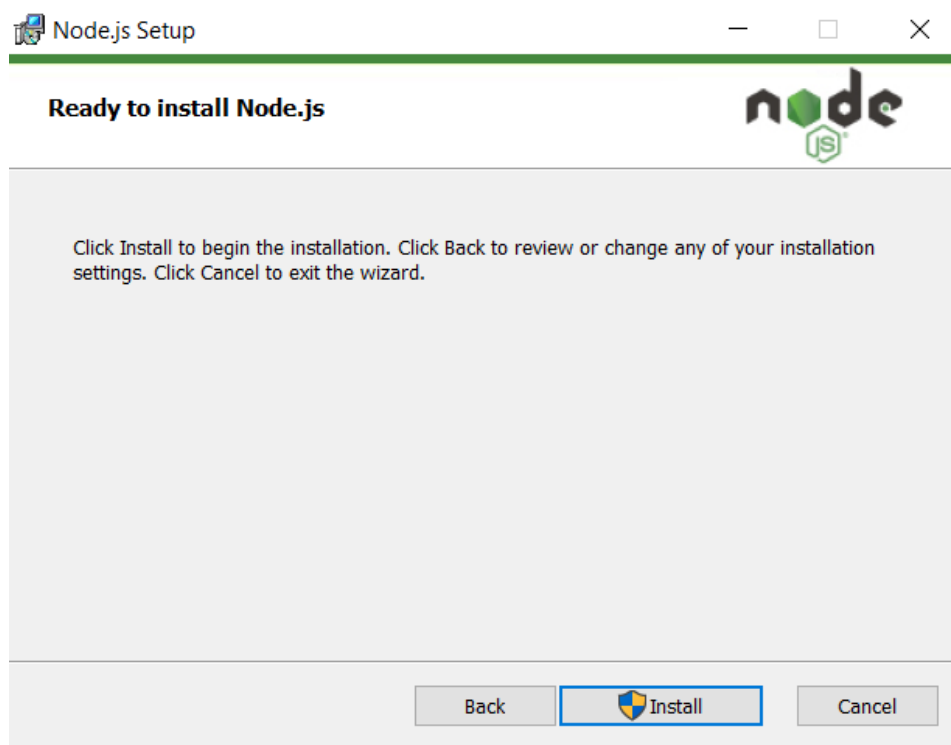 Node.js Setup
Ready to install Node.js
node
JS
Click Install to begin the installation. Click Back to review or change any of your installation
settings. Click Cancel to exit the wizard.
Back
Install
Cancel